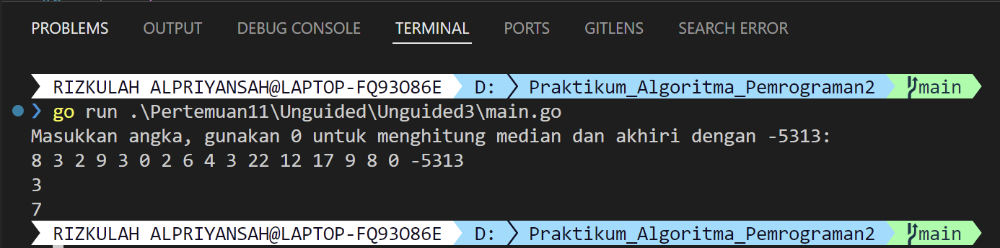 PROBLEMS OUTPUT DEBUG CONSOLE TERMINAL PORTS GITLENS SEARCH ERROR
RIZKULAH ALPRIYANSAH@LAPTOP-FQ93O86E D: Praktikum_Algoritma_Pemrograman2 main
❯ go run .\Pertemuan11\Unguided\Unguided3\main.go
Masukkan angka, gunakan 0 untuk menghitung median dan akhiri dengan -5313:
8 3 2 9 3 0 2 6 4 3 22 12 17 9 8 0 -5313
3
7
RIZKULAH ALPRIYANSAH@LAPTOP-FQ93O86E D: Praktikum_Algoritma_Pemrograman2 main